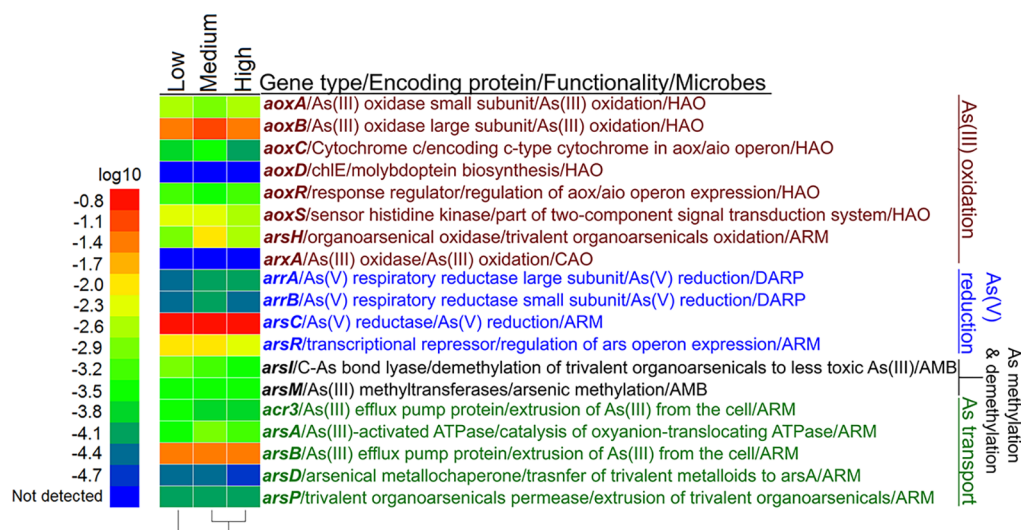 Low
Medium
High
Gene type/Encoding protein/Functionality/Microbes
aoxA/As(III) oxidase small subunit/As(III) oxidation/HAO
aoxB/As(III) oxidase large subunit/As(III) oxidation/HAO
aoxC/Cytochrome c/encoding c-type cytochrome in aox/aio operon/HAO
aoxD/chlE/molybdoptein biosynthesis/HAO
aoxR/response regulator/regulation of aox/aio operon expression/HAO
aoxS/sensor histidine kinase/part of two-component signal transduction system/HAO
arsH/organoarsenical oxidase/trivalent organoarsenicals oxidation/ARM
arxA/As(III) oxidase/As(III) oxidation/CAO
arrA/As(V) respiratory reductase large subunit/As(V) reduction/DARP
arrB/As(V) respiratory reductase small subunit/As(V) reduction/DARP
arsC/As(V) reductase/As(V) reduction/ARM
arsR/transcriptional repressor/regulation of ars operon expression/ARM
arsI/C-As bond lyase/demethylation of trivalent organoarsenicals to less toxic As(III)/AMB
arsM/As(III) methyltransferases/arsenic methylation/AMB
acr3/As(III) efflux pump protein/extrusion of As(III) from the cell/ARM
arsA/As(III)-activated ATPase/catalysis of oxyanion-translocating ATPase/ARM
arsB/As(III) efflux pump protein/extrusion of As(III) from the cell/ARM
arsD/arsenical metallochaperone/trasnfer of trivalent metalloids to arsA/ARM
arsP/trivalent organoarsenicals permease/extrusion of trivalent organoarsenicals/ARM
log10
-0.8
-1.1
-1.4
-1.7
-2.0
-2.3
-2.6
-2.9
-3.2
-3.5
-3.8
-4.1
-4.4
-4.7
Not detected
As(III) oxidation
As(V)
reduction
As methylation
& demethylation
As transport